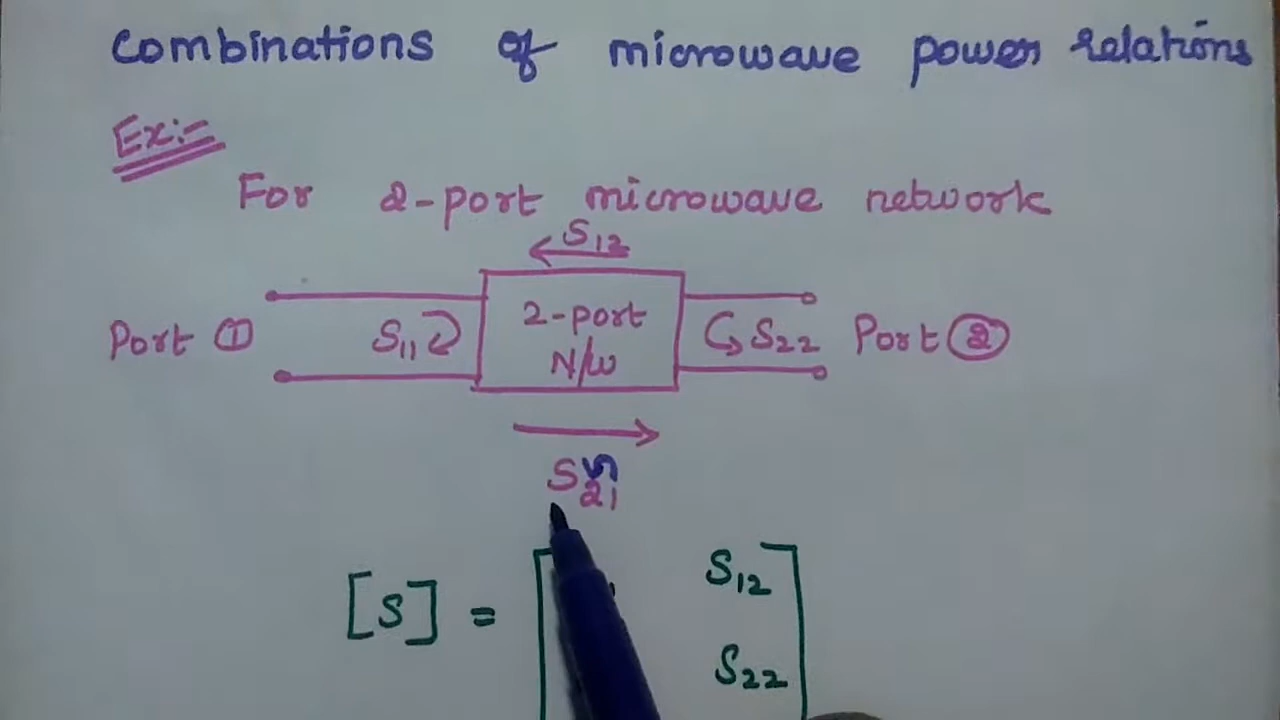 combinations of microwave power relations
Ex:-
For 2-port microwave network
S12
Port ① S11 2-port N/w S22 Port ②
S21
[S] = S12
S22